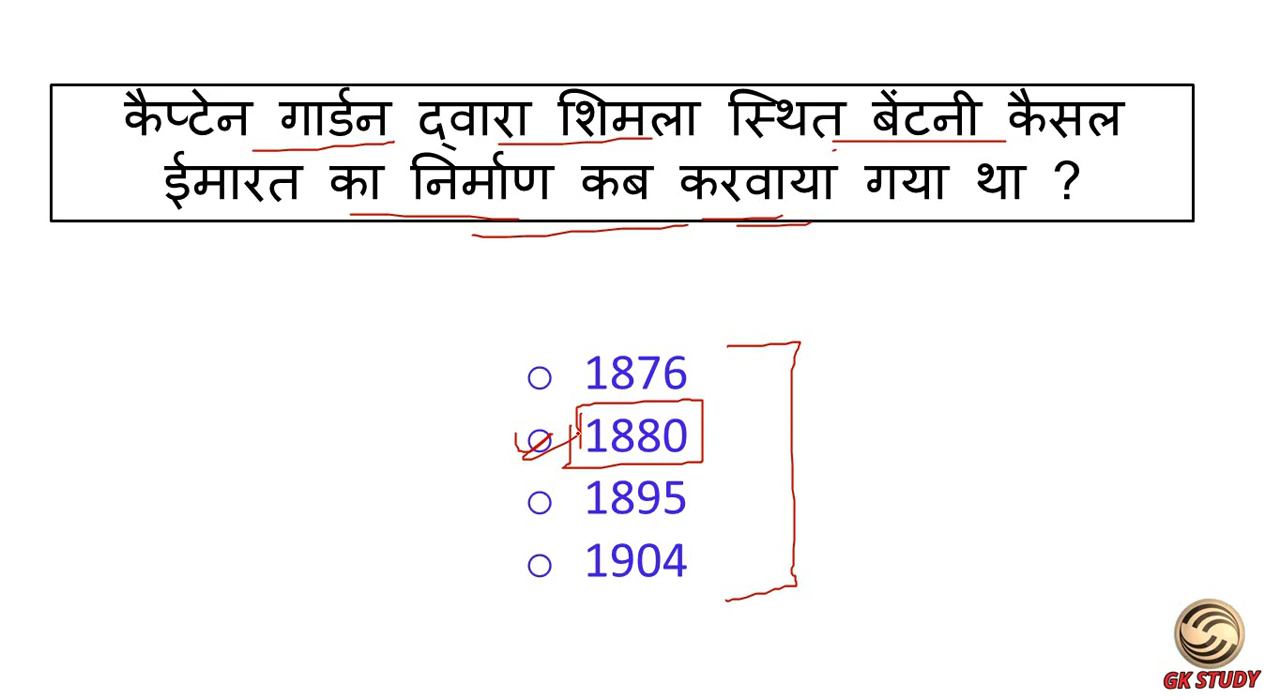 कैप्टेन गार्डन द्वारा शिमला स्थित बेंटनी कैसल
ईमारत का निर्माण कब करवाया गया था ?
1876
1880
1895
1904
GK STUDY